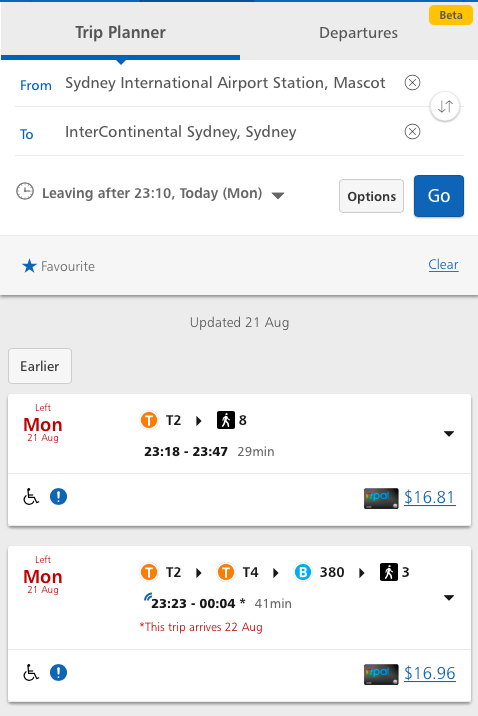 Beta
Trip Planner Departures
From Sydney International Airport Station, Mascot
To InterContinental Sydney, Sydney
Leaving after 23:10, Today (Mon) Options Go
Favourite Clear
Updated 21 Aug
Earlier
Left
Mon
21 Aug
T T2 8
23:18 - 23:47 29min
opal $16.81
Left
Mon
21 Aug
T T2 T T4 B 380 3
23:23 - 00:04 * 41min
*This trip arrives 22 Aug
opal $16.96